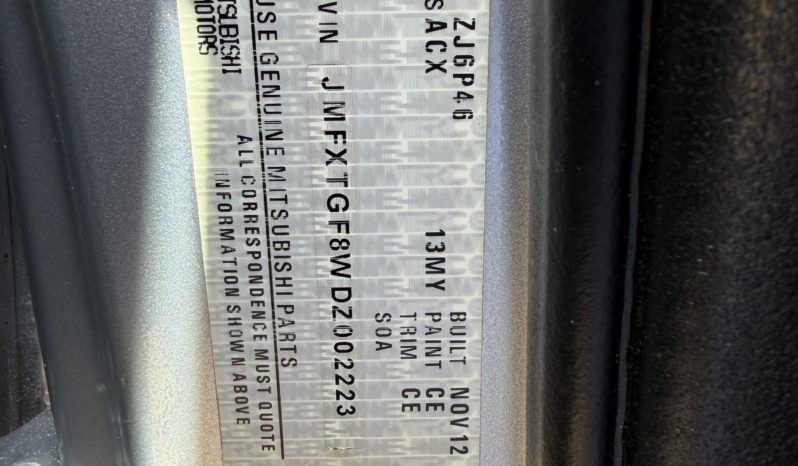 ZJ6P46 BUILT NOV12
SACX 13MY PAINT CE
TRIM CE
SOA
VIN JMFXTGF8WDZ002223
USE GENUINE MITSUBISHI PARTS
ALL CORRESPONDENCE MUST QUOTE
INFORMATION SHOWN ABOVE
TSUBISHI
MOTORS